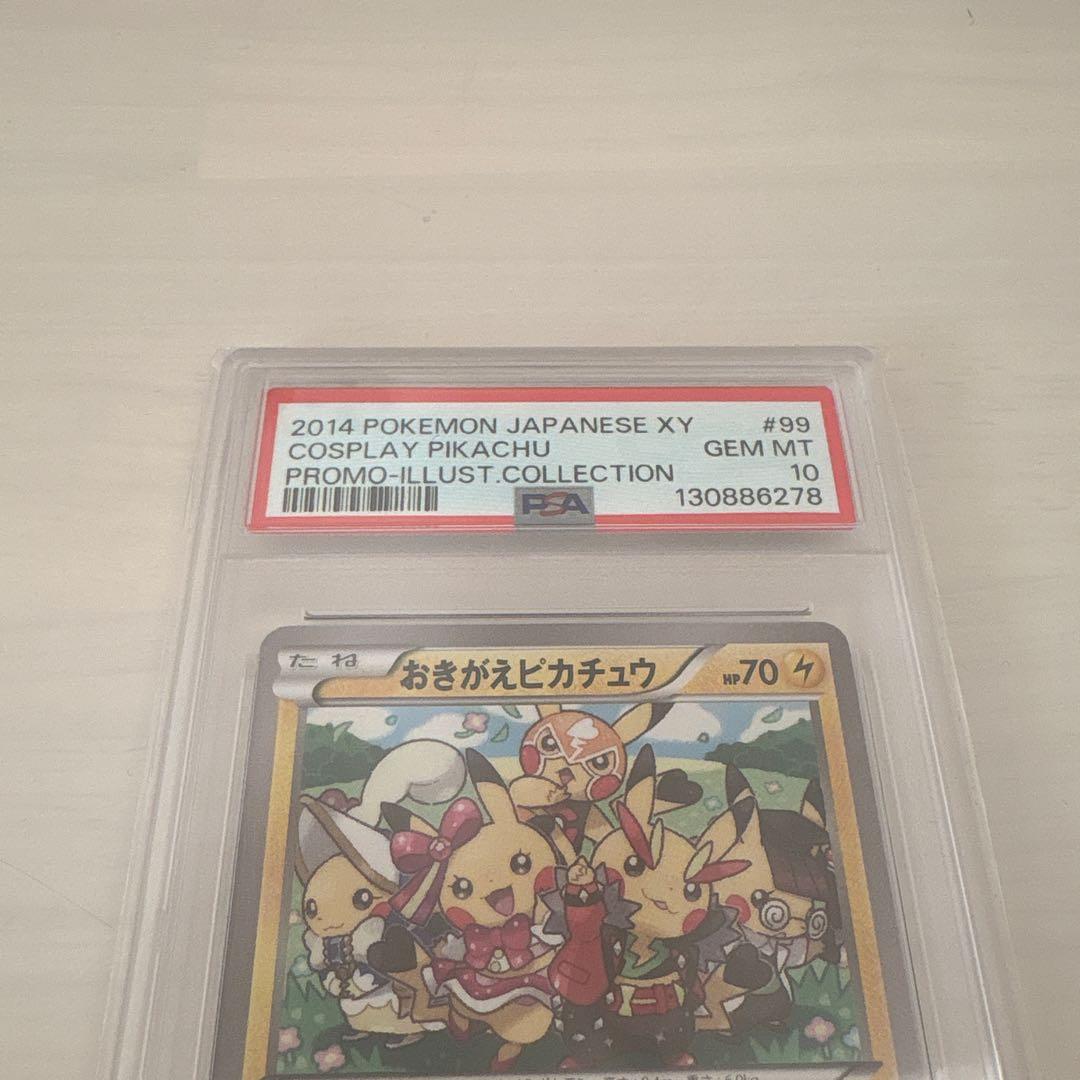 2014 POKEMON JAPANESE XY #99
COSPLAY PIKACHU GEM MT
PROMO-ILLUST.COLLECTION 10
PSA 130886278
たね おきがえピカチュウ HP70